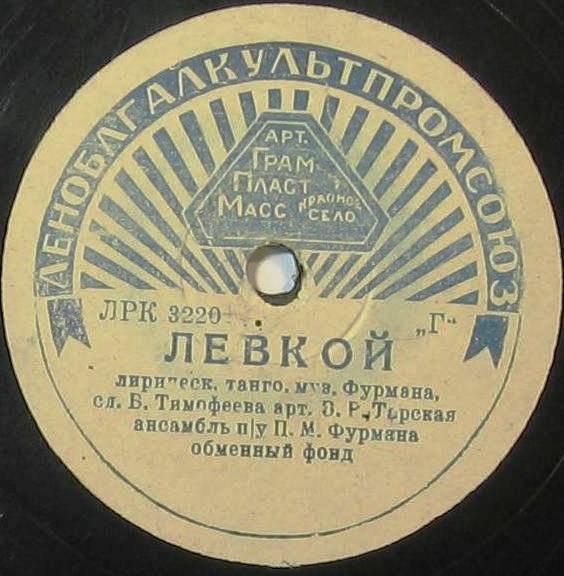 ЛЕНОБЛГАЛКУЛЬТПРОМСОЮЗ
АРТ.
ГРАМ
ПЛАСТ
МАСС
КРАСНОЕ
СЕЛО
ЛРК 3220
„Г“
ЛЕВКОЙ
лирическ. танго, муз. Фурмана,
сл. Б. Тимофеева арт. Р. Тарская
ансамбль п/у П. М. Фурмана
обменный фонд